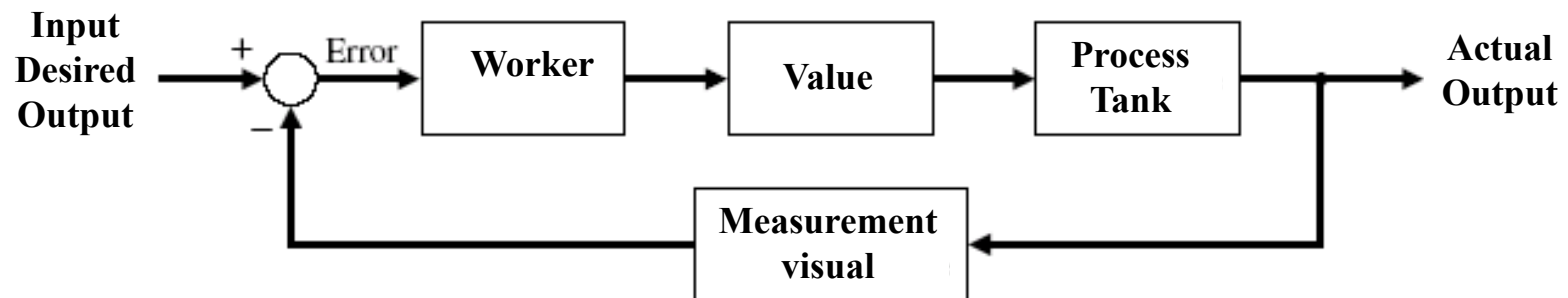 Input
Desired
Output
+
Error
−
Worker
Value
Process
Tank
Actual
Output
Measurement
visual